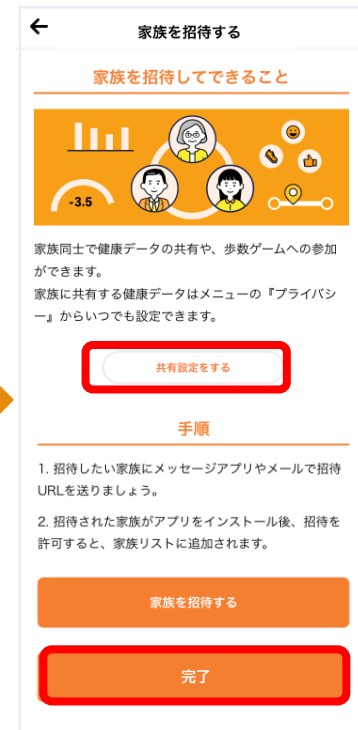 家族を招待する
家族を招待してできること
-3.5
家族同士で健康データの共有や、歩数ゲームへの参加
ができます。
家族に共有する健康データはメニューの『プライバシ
ー』からいつでも設定できます。
共有設定をする
手順
1. 招待したい家族にメッセージアプリやメールで招待
URLを送りましょう。
2. 招待された家族がアプリをインストール後、招待を
許可すると、家族リストに追加されます。
家族を招待する
完了